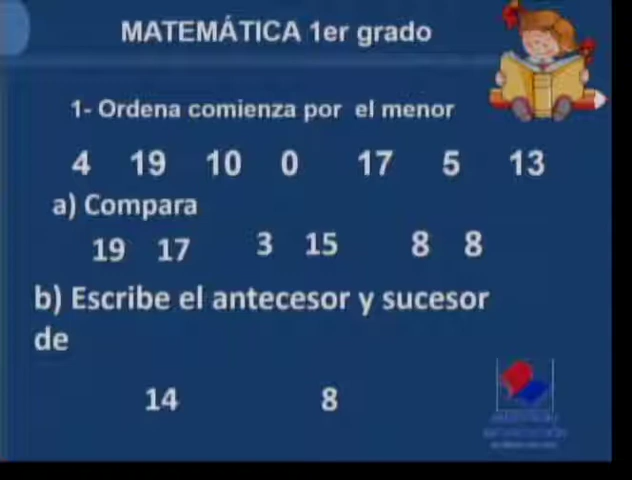 MATEMÁTICA 1er grado
1- Ordena comienza por el menor
4 19 10 0 17 5 13
a) Compara
19 17 3 15 8 8
b) Escribe el antecesor y sucesor
de
14 8